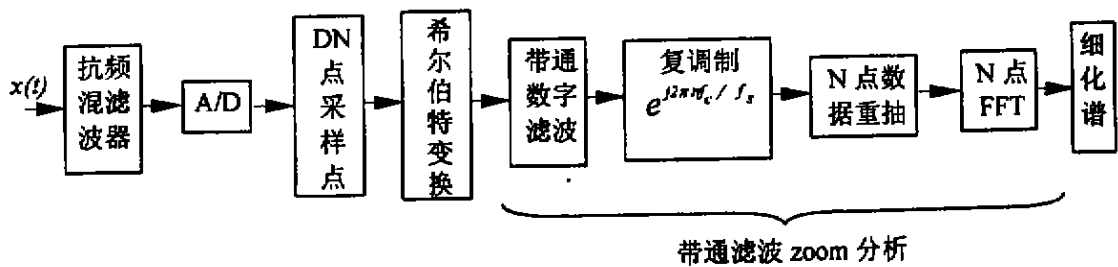 x(t)
抗频
混滤
波器
A/D
DN
点
采
样
点
希
尔
伯
特
变
换
带通
数字
滤波
复调制
e^{j2πnf_c/f_s}
N点数
据重抽
N点
FFT
细
化
谱
带通滤波 zoom 分析